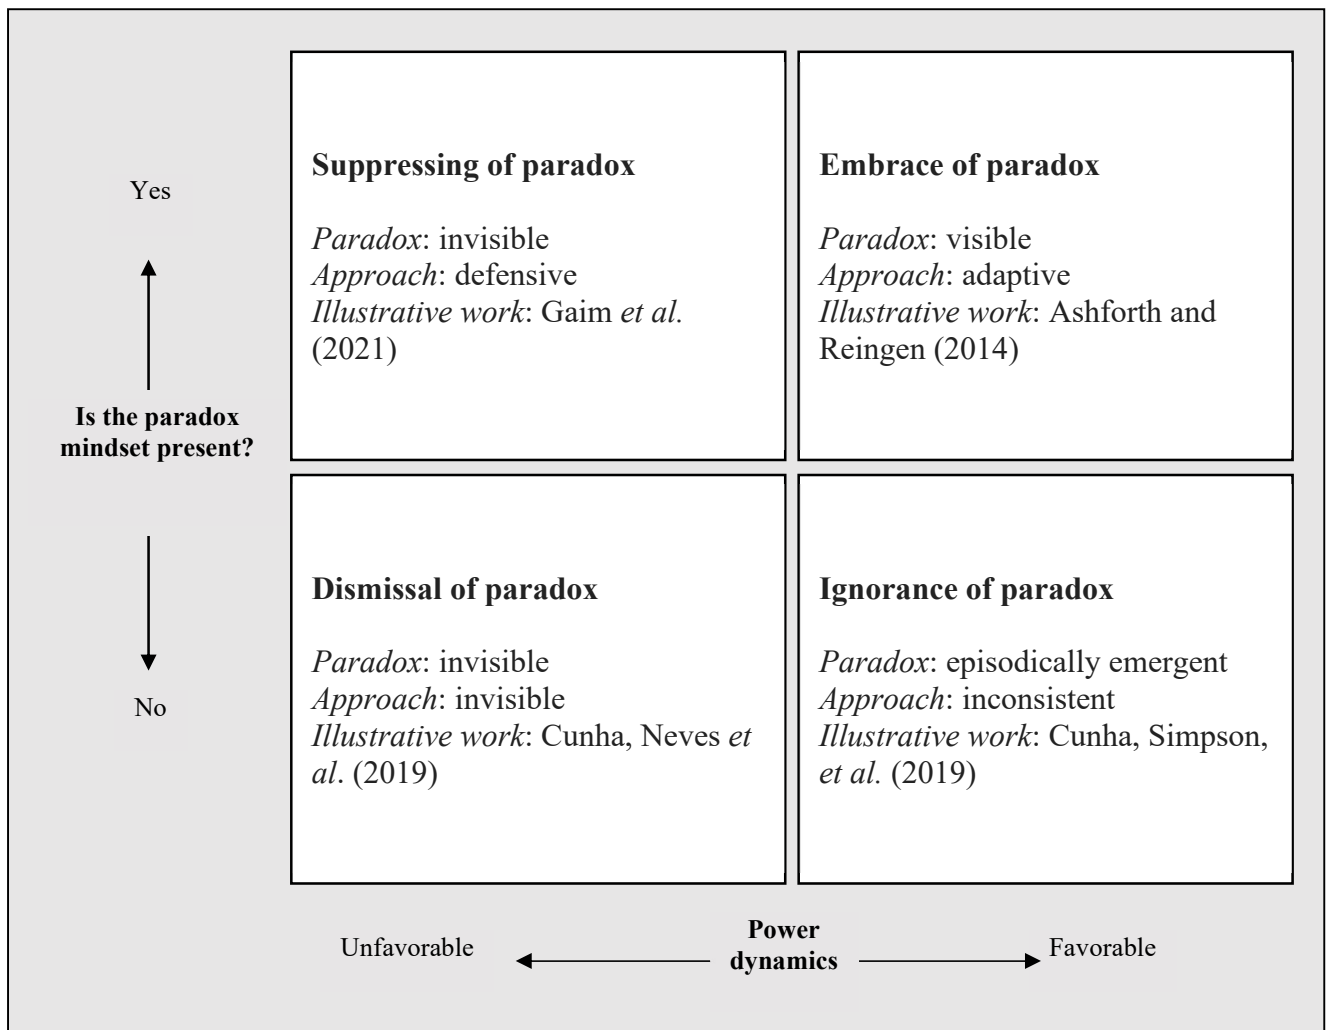 Yes
Is the paradox
mindset present?
No
Suppressing of paradox
Paradox: invisible
Approach: defensive
Illustrative work: Gaim et al.
(2021)
Embrace of paradox
Paradox: visible
Approach: adaptive
Illustrative work: Ashforth and
Reingen (2014)
Dismissal of paradox
Paradox: invisible
Approach: invisible
Illustrative work: Cunha, Neves et
al. (2019)
Ignorance of paradox
Paradox: episodically emergent
Approach: inconsistent
Illustrative work: Cunha, Simpson,
et al. (2019)
Unfavorable
Power
dynamics
Favorable